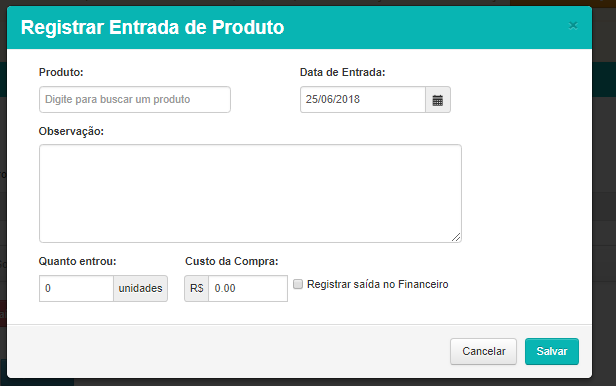 Registrar Entrada de Produto ×
Produto: Data de Entrada:
Digite para buscar um produto 25/06/2018
Observação:
Quanto entrou: Custo da Compra:
0 unidades R$ 0.00 Registrar saída no Financeiro
Cancelar Salvar